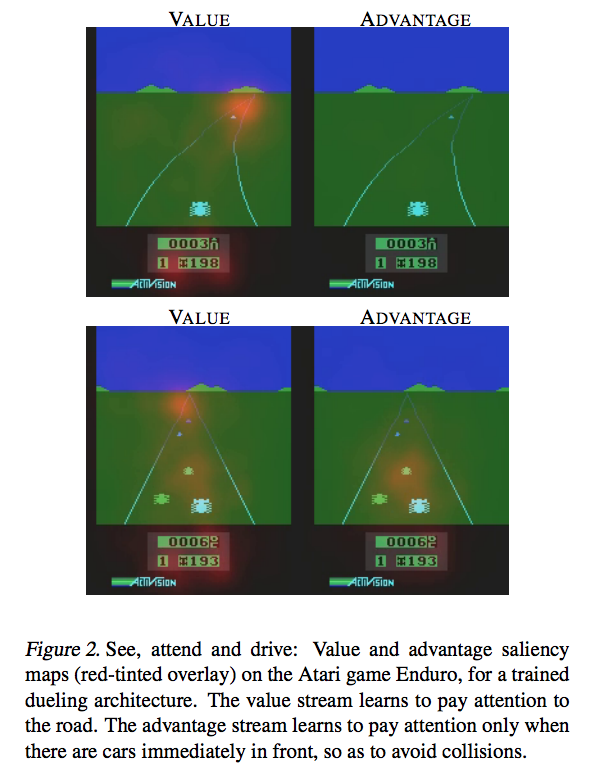 VALUE ADVANTAGE
0003 0003
1 198 1 198
ACTIVISION ACTIVISION
VALUE ADVANTAGE
0006 0006
1 193 1 193
ACTIVISION ACTIVISION
Figure 2. See, attend and drive: Value and advantage saliency
maps (red-tinted overlay) on the Atari game Enduro, for a trained
dueling architecture. The value stream learns to pay attention to
the road. The advantage stream learns to pay attention only when
there are cars immediately in front, so as to avoid collisions.